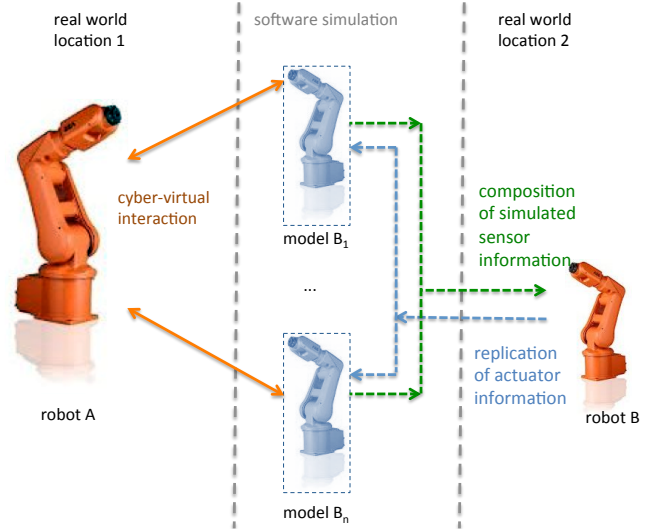 real world
location 1
software simulation
real world
location 2
cyber-virtual
interaction
model B1
composition
of simulated
sensor
information
...
replication
of actuator
information
robot A
robot B
model Bn